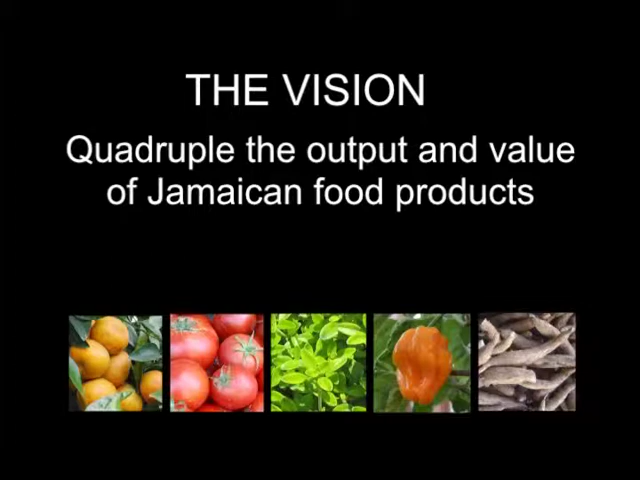 THE VISION
Quadruple the output and value
of Jamaican food products